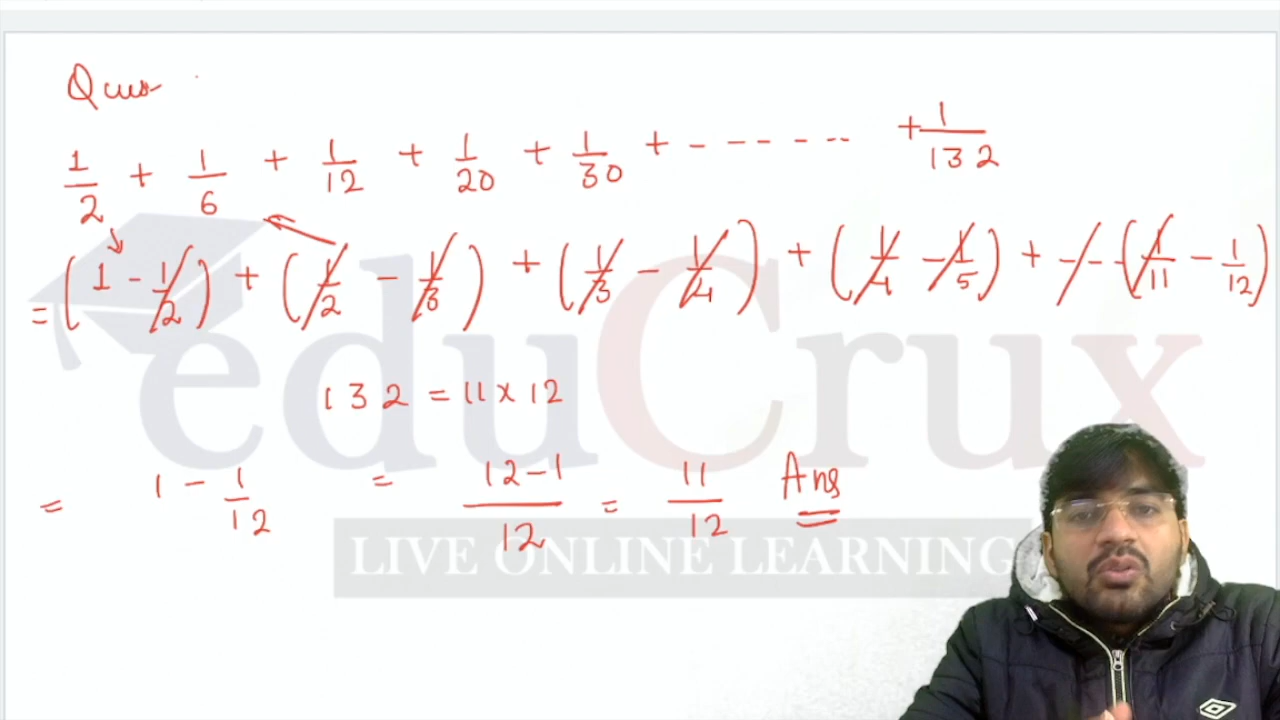 Ques
1/2 + 1/6 + 1/12 + 1/20 + 1/30 + - - - - - - - + 1/132
= (1 - 1/2) + (1/2 - 1/3) + (1/3 - 1/4) + (1/4 - 1/5) + - - - (1/11 - 1/12)
132 = 11 x 12
= 1 - 1/12 = 12-1/12 = 11/12 Ans
eduCrux
LIVE ONLINE LEARNING